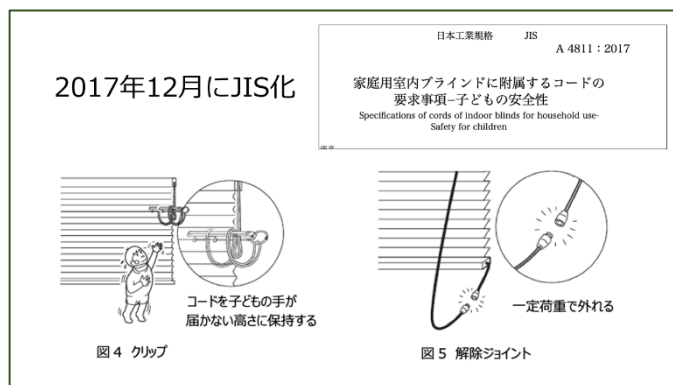 2017年12月にJIS化
日本工業規格 JIS
A 4811：2017
家庭用室内ブラインドに附属するコードの
要求事項−子どもの安全性
Specifications of cords of indoor blinds for household use-
Safety for children
コードを子どもの手が
届かない高さに保持する
図４ クリップ
一定荷重で外れる
図５ 解除ジョイント